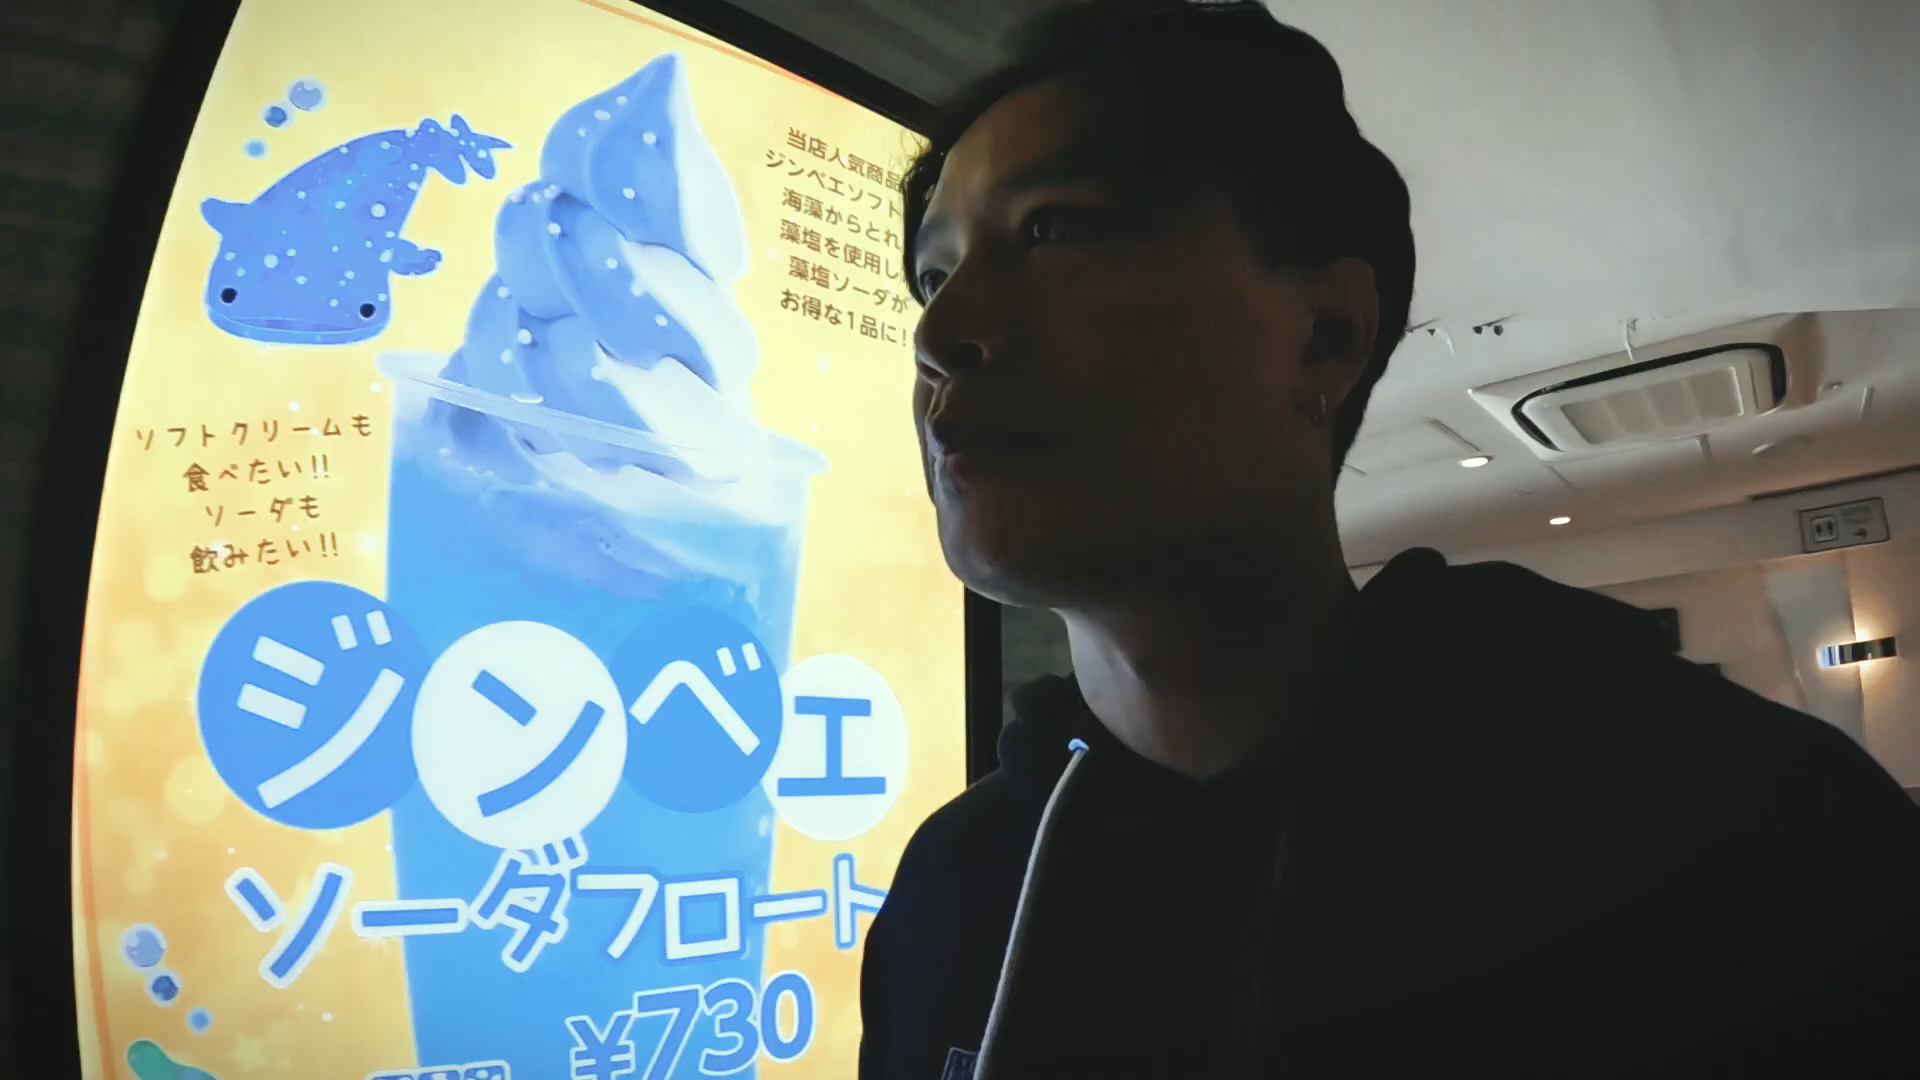 当店人気商品
ジンベエソフト
海藻からとれ
藻塩を使用し
藻塩ソーダが
お得な1品に!!
ソフトクリームも
食べたい!!
ソーダも
飲みたい!!
ジンベエ
ソーダフロート
¥730